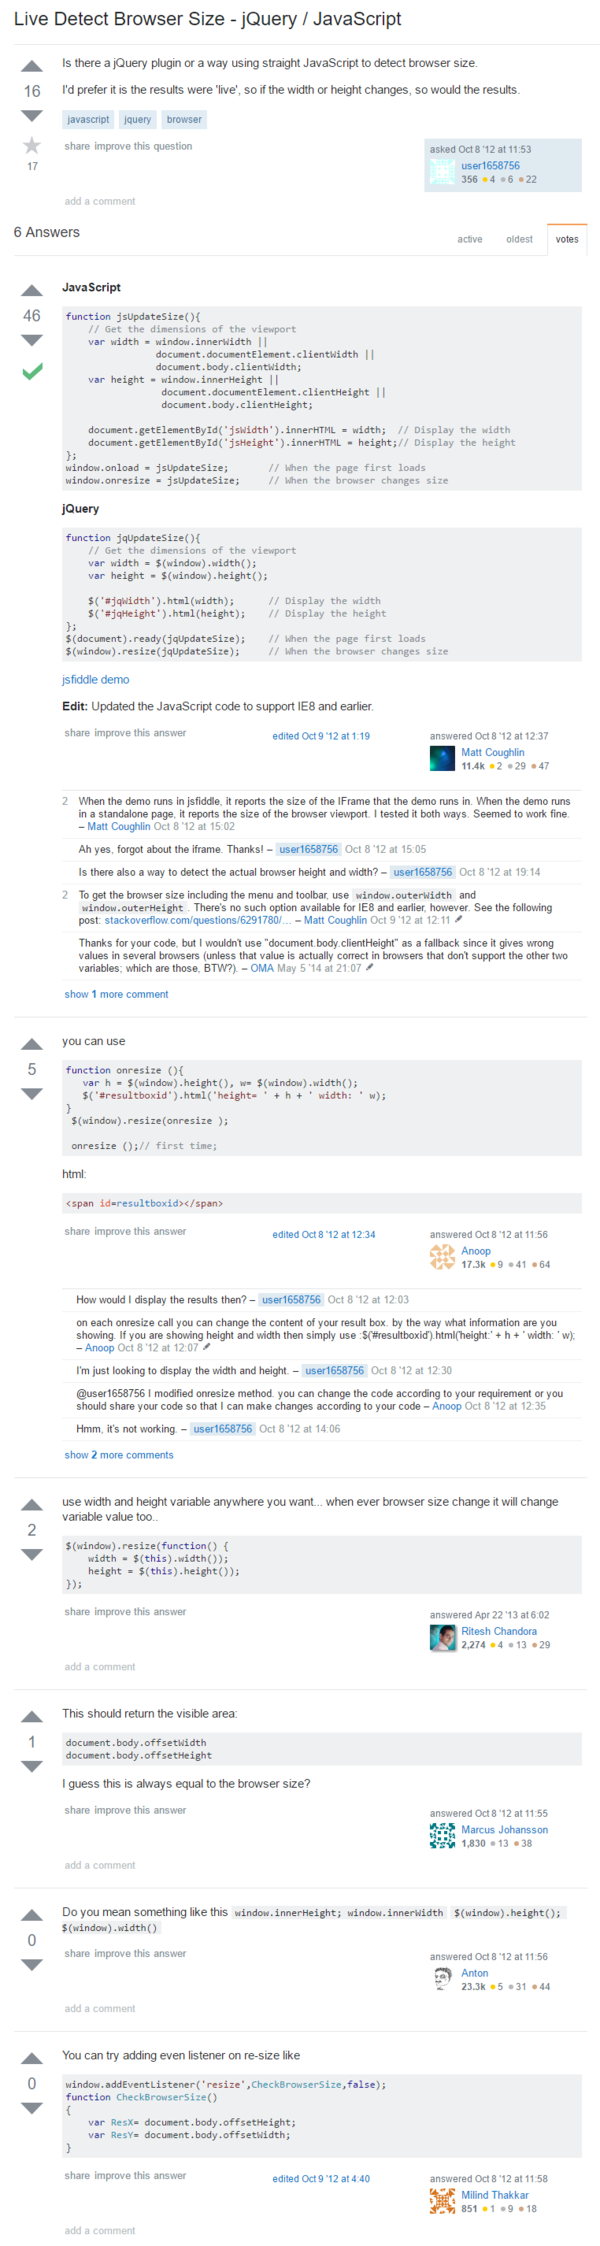 Live Detect Browser Size - jQuery / JavaScript
Is there a jQuery plugin or a way using straight JavaScript to detect browser size.
16
I'd prefer it is the results were 'live', so if the width or height changes, so would the results.
javascript jquery browser
17
share improve this question
asked Oct 8 '12 at 11:53
user1658756
356 4 6 22
add a comment
6 Answers
active oldest votes
JavaScript
46
function jsUpdateSize(){
// Get the dimensions of the viewport
var width = window.innerWidth ||
document.documentElement.clientWidth ||
document.body.clientWidth;
var height = window.innerHeight ||
document.documentElement.clientHeight ||
document.body.clientHeight;
document.getElementById('jsWidth').innerHTML = width; // Display the width
document.getElementById('jsHeight').innerHTML = height;// Display the height
};
window.onload = jsUpdateSize; // When the page first loads
window.onresize = jsUpdateSize; // When the browser changes size
jQuery
function jqUpdateSize(){
// Get the dimensions of the viewport
var width = $(window).width();
var height = $(window).height();
$('#jqWidth').html(width); // Display the width
$('#jqHeight').html(height); // Display the height
};
$(document).ready(jqUpdateSize); // When the page first loads
$(window).resize(jqUpdateSize); // When the browser changes size
jsfiddle demo
Edit: Updated the JavaScript code to support IE8 and earlier.
share improve this answer
edited Oct 9 '12 at 1:19
answered Oct 8 '12 at 12:37
Matt Coughlin
11.4k 2 29 47
2 When the demo runs in jsfiddle, it reports the size of the IFrame that the demo runs in. When the demo runs
in a standalone page, it reports the size of the browser viewport. I tested it both ways. Seemed to work fine.
– Matt Coughlin Oct 8 '12 at 15:02
Ah yes, forgot about the iframe. Thanks! – user1658756 Oct 8 '12 at 15:05
Is there also a way to detect the actual browser height and width? – user1658756 Oct 8 '12 at 19:14
2 To get the browser size including the menu and toolbar, use window.outerWidth and
window.outerHeight . There's no such option available for IE8 and earlier, however. See the following
post: stackoverflow.com/questions/6291780/… – Matt Coughlin Oct 9 '12 at 12:11
Thanks for your code, but I wouldn't use "document.body.clientHeight" as a fallback since it gives wrong
values in several browsers (unless that value is actually correct in browsers that don't support the other two
variables; which are those, BTW?). – OMA May 5 '14 at 21:07
show 1 more comment
you can use
5
function onresize (){
var h = $(window).height(), w= $(window).width();
$('#resultboxid').html('height= ' + h + ' width: ' w);
}
$(window).resize(onresize );
onresize ();// first time;
html:
<span id=resultboxid></span>
share improve this answer
edited Oct 8 '12 at 12:34
answered Oct 8 '12 at 11:56
Anoop
17.3k 9 41 64
How would I display the results then? – user1658756 Oct 8 '12 at 12:03
on each onresize call you can change the content of your result box. by the way what information are you
showing. If you are showing height and width then simply use :$('#resultboxid').html('height:' + h + ' width: ' w);
– Anoop Oct 8 '12 at 12:07
I'm just looking to display the width and height. – user1658756 Oct 8 '12 at 12:30
@user1658756 I modified onresize method. you can change the code according to your requirement or you
should share your code so that I can make changes according to your code – Anoop Oct 8 '12 at 12:35
Hmm, it's not working. – user1658756 Oct 8 '12 at 14:06
show 2 more comments
use width and height variable anywhere you want... when ever browser size change it will change
variable value too..
2
$(window).resize(function() {
width = $(this).width());
height = $(this).height());
});
share improve this answer
answered Apr 22 '13 at 6:02
Ritesh Chandora
2,274 4 13 29
add a comment
This should return the visible area:
1
document.body.offsetWidth
document.body.offsetHeight
I guess this is always equal to the browser size?
share improve this answer
answered Oct 8 '12 at 11:55
Marcus Johansson
1,830 13 38
add a comment
Do you mean something like this window.innerHeight; window.innerWidth $(window).height();
$(window).width()
0
share improve this answer
answered Oct 8 '12 at 11:56
Anton
23.3k 5 31 44
add a comment
You can try adding even listener on re-size like
0
window.addEventListener('resize',CheckBrowserSize,false);
function CheckBrowserSize()
{
var ResX= document.body.offsetHeight;
var ResY= document.body.offsetWidth;
}
share improve this answer
edited Oct 9 '12 at 4:40
answered Oct 8 '12 at 11:58
Milind Thakkar
851 1 9 18
add a comment